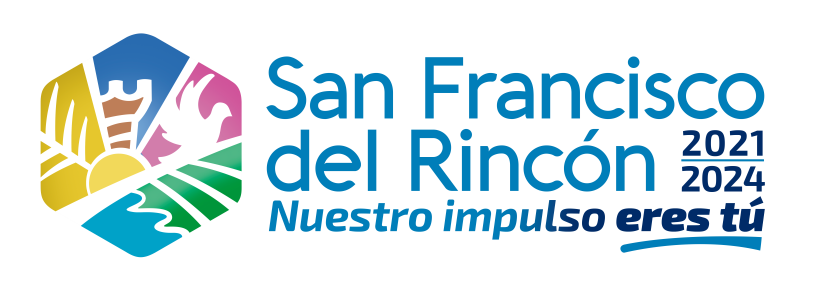 San Francisco
del Rincón 2021
2024
Nuestro impulso eres tú